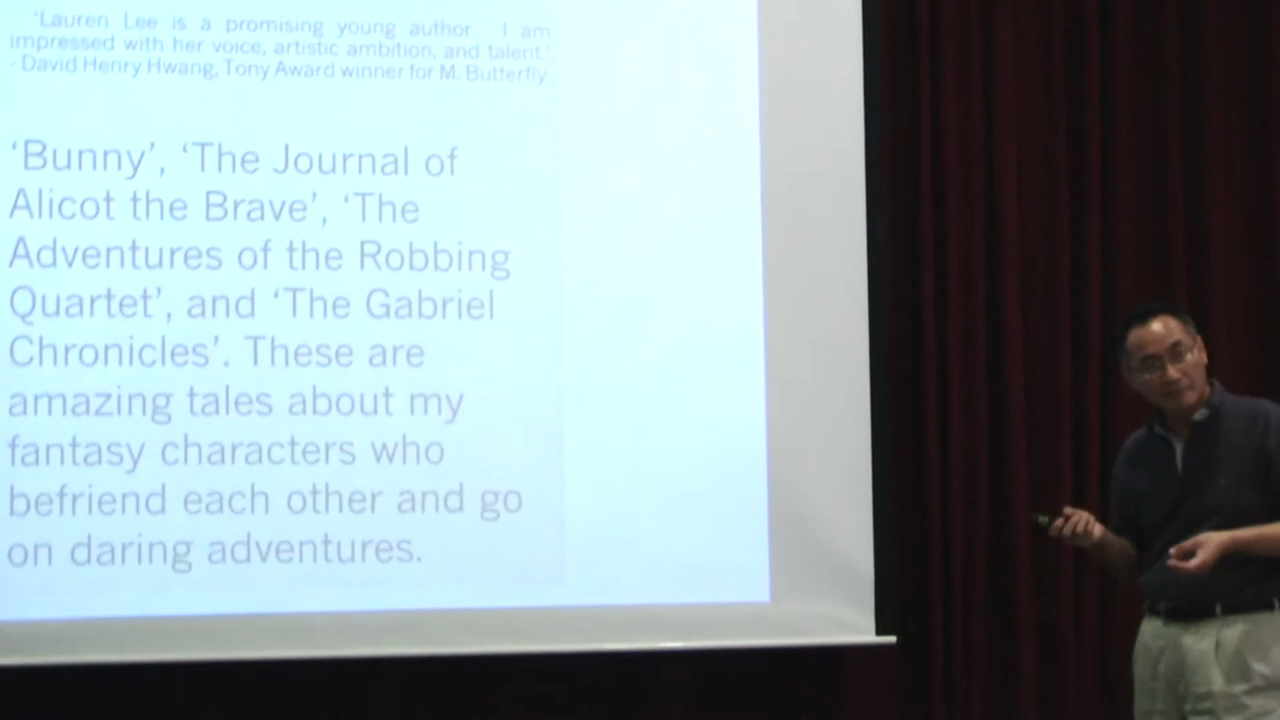 'Lauren Lee is a promising young author. I am
impressed with her voice, artistic ambition, and talent.'
- David Henry Hwang, Tony Award winner for M. Butterfly
‘Bunny’, ‘The Journal of
Alicot the Brave’, ‘The
Adventures of the Robbing
Quartet’, and ‘The Gabriel
Chronicles’. These are
amazing tales about my
fantasy characters who
befriend each other and go
on daring adventures.